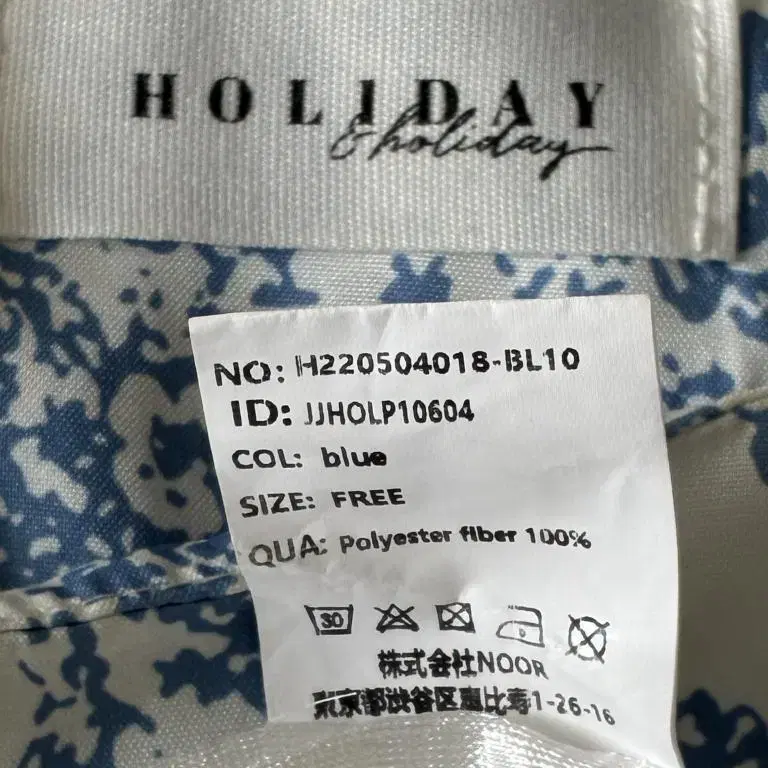 HOLIDAY
& holiday
NO: H220504018-BL10
ID: JJHOLP10604
COL: blue
SIZE: FREE
QUA: Polyester fiber 100%
30
株式会社NOOR
東京都渋谷区恵比寿1-26-16